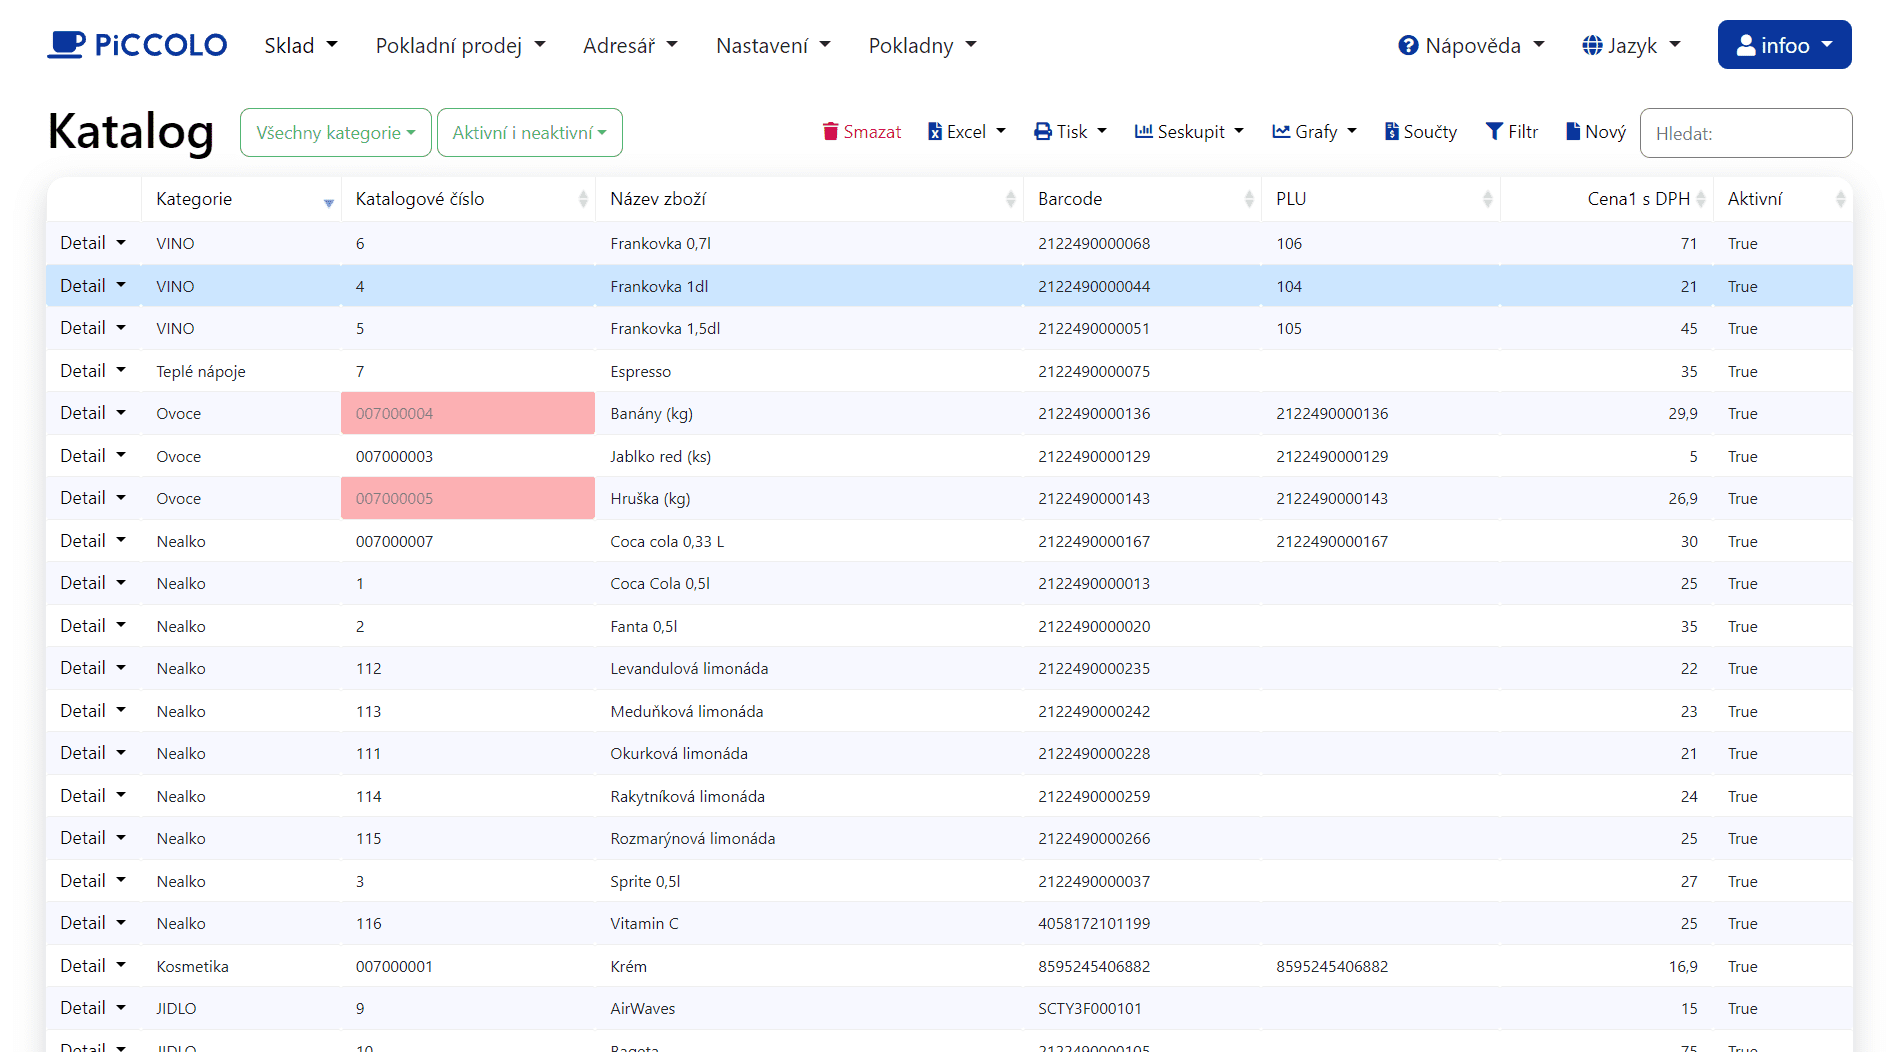 PiCCOLO Sklad Pokladní prodej Adresář Nastavení Pokladny Nápověda Jazyk infoo
Katalog Všechny kategorie Aktivní i neaktivní Smazat Excel Tisk Seskupit Grafy Součty Filtr Nový Hledat:
Kategorie Katalogové číslo Název zboží Barcode PLU Cena1 s DPH Aktivní
Detail VINO 6 Frankovka 0,7l 2122490000068 106 71 True
Detail VINO 4 Frankovka 1dl 2122490000044 104 21 True
Detail VINO 5 Frankovka 1,5dl 2122490000051 105 45 True
Detail Teplé nápoje 7 Espresso 2122490000075 35 True
Detail Ovoce 007000004 Banány (kg) 2122490000136 2122490000136 29,9 True
Detail Ovoce 007000003 Jablko red (ks) 2122490000129 2122490000129 5 True
Detail Ovoce 007000005 Hruška (kg) 2122490000143 2122490000143 26,9 True
Detail Nealko 007000007 Coca cola 0,33 L 2122490000167 2122490000167 30 True
Detail Nealko 1 Coca Cola 0,5l 2122490000013 25 True
Detail Nealko 2 Fanta 0,5l 2122490000020 35 True
Detail Nealko 112 Levandulová limonáda 2122490000235 22 True
Detail Nealko 113 Meduňková limonáda 2122490000242 23 True
Detail Nealko 111 Okurková limonáda 2122490000228 21 True
Detail Nealko 114 Rakytníková limonáda 2122490000259 24 True
Detail Nealko 115 Rozmarýnová limonáda 2122490000266 25 True
Detail Nealko 3 Sprite 0,5l 2122490000037 27 True
Detail Nealko 116 Vitamin C 4058172101199 25 True
Detail Kosmetika 007000001 Krém 8595245406882 8595245406882 16,9 True
Detail JIDLO 9 AirWaves SCTY3F000101 15 True
Detail JIDLO 10 Bageta 2122490000105 75 True